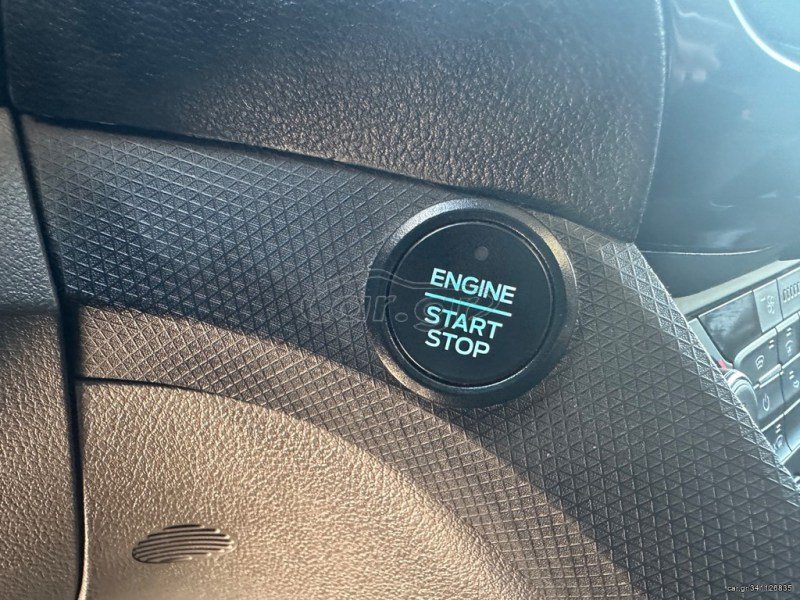 ENGINE
START
STOP
car.gr
car.gr:341126835